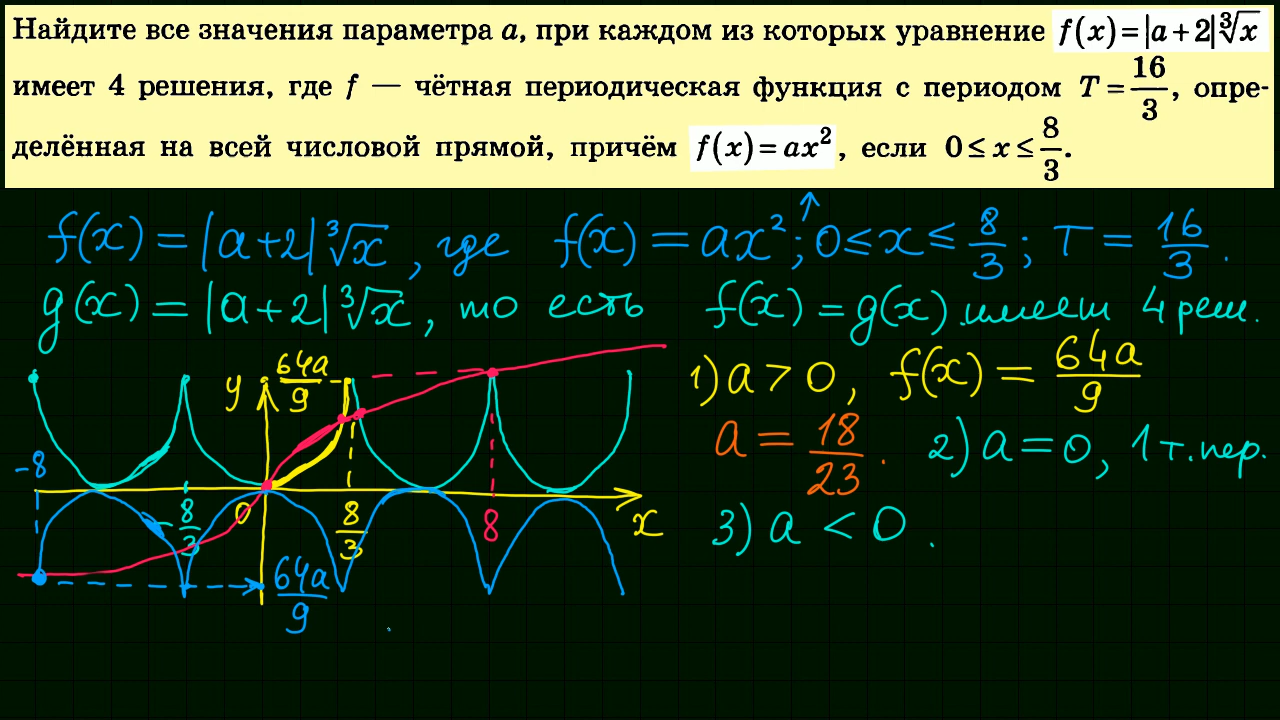 Найдите все значения параметра a, при каждом из которых уравнение f(x)=|a+2|∛x
имеет 4 решения, где f — чётная периодическая функция с периодом T=16/3, опре-
делённая на всей числовой прямой, причём f(x)=ax², если 0≤x≤8/3.
f(x)=|a+2|∛x, где f(x)=ax²; 0≤x≤8/3; T=16/3.
g(x)=|a+2|∛x, то есть f(x)=g(x) имеет 4 реш.
y 64a/9
1) a>0, f(x)=64a/9
a=18/23. 2) a=0, 1 т. пер.
-8 -8/3 0 8/3 8 x
3) a<0.
64a/9